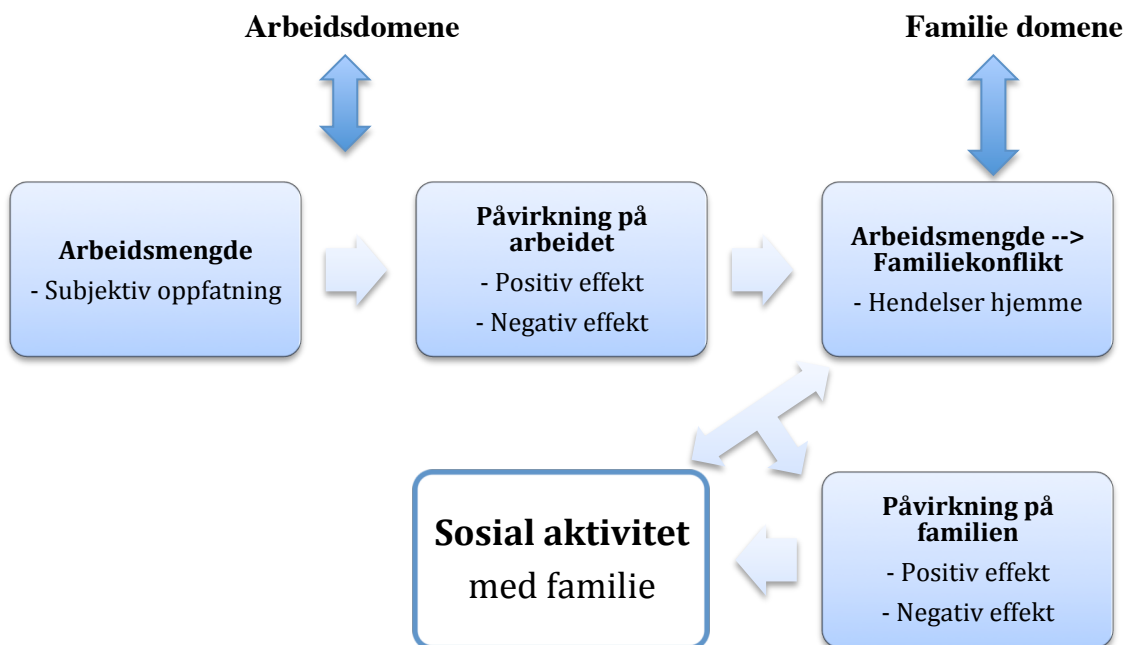 Arbeidsdomene
Familie domene
Arbeidsmengde
- Subjektiv oppfatning
Påvirkning på
arbeidet
- Positiv effekt
- Negativ effekt
Arbeidsmengde -->
Familiekonflikt
- Hendelser hjemme
Sosial aktivitet
med familie
Påvirkning på
familien
- Positiv effekt
- Negativ effekt